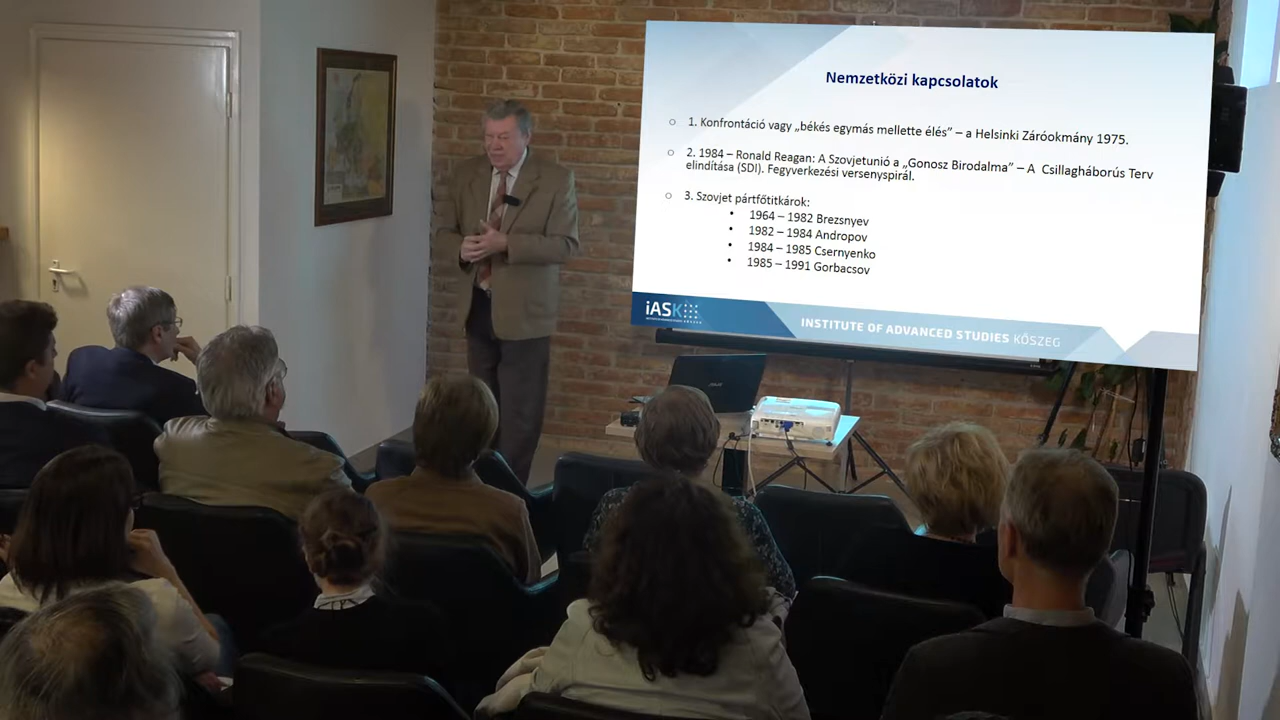 Nemzetközi kapcsolatok
○ 1. Konfrontáció vagy „békés egymás mellette élés” – a Helsinki Záróokmány 1975.
○ 2. 1984 – Ronald Reagan: A Szovjetunió a „Gonosz Birodalma” – A Csillagháborús Terv
elindítása (SDI). Fegyverkezési versenyspirál.
○ 3. Szovjet pártfőtitkárok:
• 1964 – 1982 Brezsnyev
• 1982 – 1984 Andropov
• 1984 – 1985 Csernyenko
• 1985 – 1991 Gorbacsov
iASK
INSTITUTE OF ADVANCED STUDIES KŐSZEG